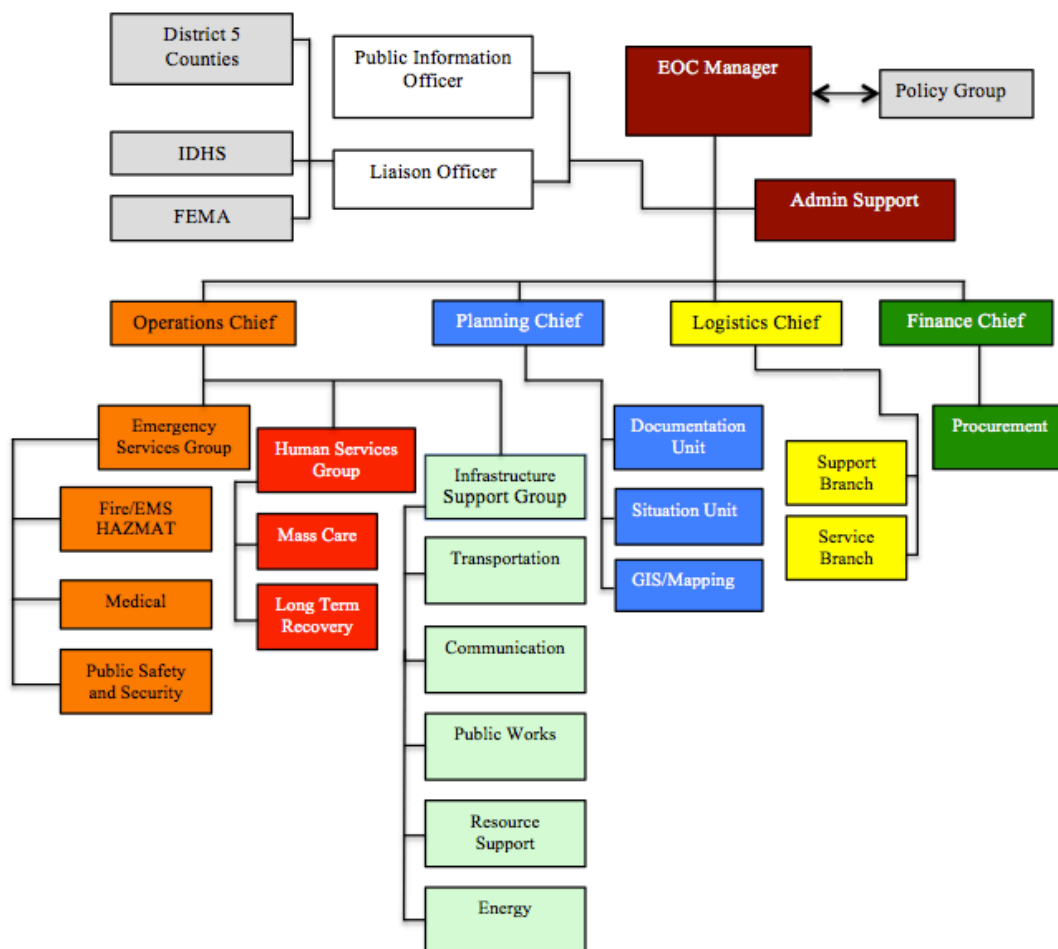 District 5
Counties
Public Information
Officer
EOC Manager
Policy Group
IDHS
Liaison Officer
FEMA
Admin Support
Operations Chief
Planning Chief
Logistics Chief
Finance Chief
Emergency
Services Group
Human Services
Group
Infrastructure
Support Group
Documentation
Unit
Support
Branch
Procurement
Fire/EMS
HAZMAT
Mass Care
Transportation
Situation Unit
Service
Branch
Medical
Long Term
Recovery
Communication
GIS/Mapping
Public Safety
and Security
Public Works
Resource
Support
Energy